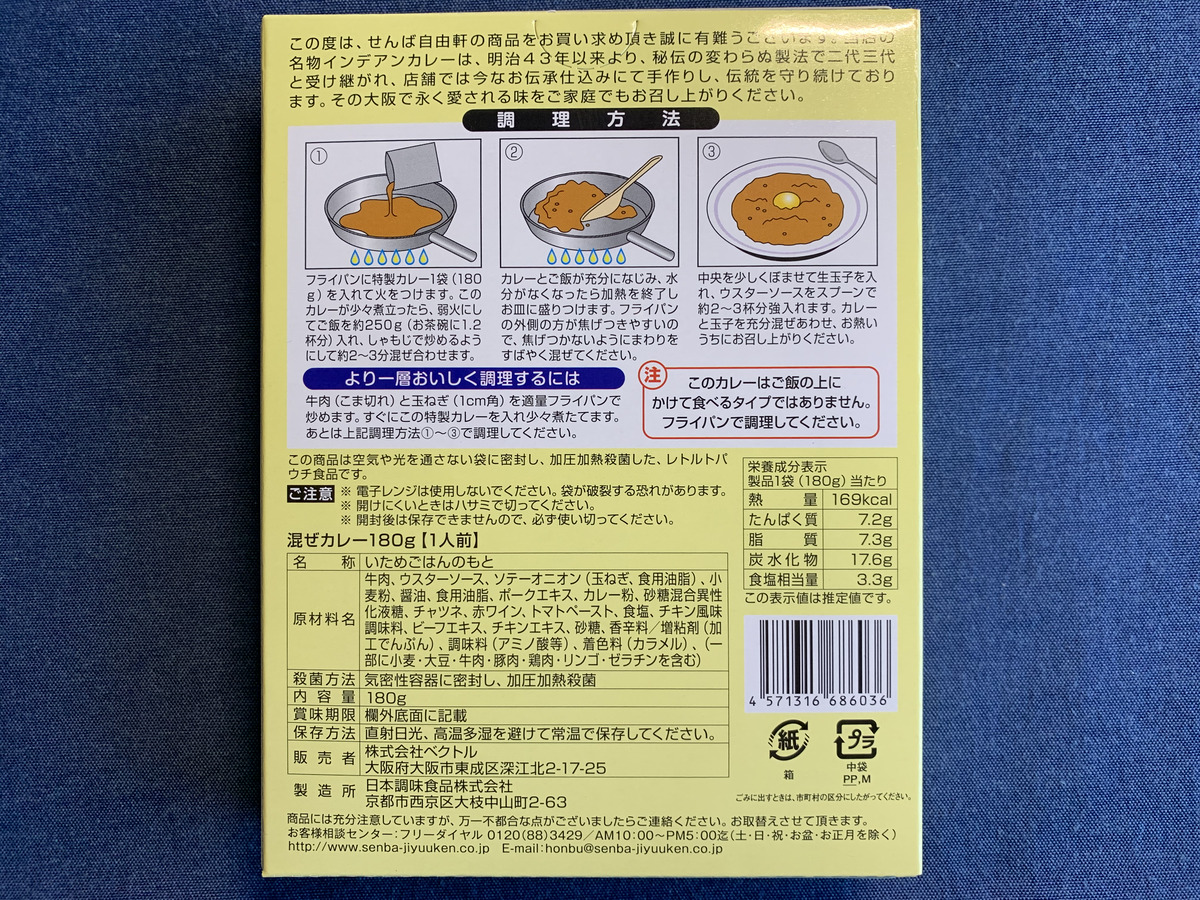 この度は、せんば自由軒の商品をお買い求め頂き誠に有難うございます。当店の
名物インデアンカレーは、明治43年以来より、秘伝の変わらぬ製法で二代三代
と受け継がれ、店舗では今なお伝承仕込みにて手作りし、伝統を守り続けており
ます。その大阪で永く愛される味をご家庭でもお召し上がりください。
調理方法
①
フライパンに特製カレー1袋(180
g)を入れて火をつけます。この
カレーが少々煮立ったら、弱火にし
てご飯を約250g(お茶碗に1.2
杯分)入れ、しゃもじで炒めるよう
にして約2〜3分混ぜ合わせます。
②
カレーとご飯が充分になじみ、水
分がなくなったら加熱を終了し
お皿に盛りつけます。フライパン
の外側の方が焦げつきやすいの
で、焦げつかないようにまわりを
すばやく混ぜてください。
③
中央を少しくぼませて生玉子を入
れ、ウスターソースをスプーンで
約2〜3杯分強入れます。カレー
と玉子を充分混ぜあわせ、お熱い
うちにお召し上がりください。
より一層おいしく調理するには
牛肉(こま切れ)と玉ねぎ(1cm角)を適量フライパンで
炒めます。すぐにこの特製カレーを入れ少々煮たてます。
あとは上記調理方法①〜③で調理してください。
注
このカレーはご飯の上に
かけて食べるタイプではありません。
フライパンで調理してください。
この商品は空気や光を通さない袋に密封し、加圧加熱殺菌した、レトルトパ
ウチ食品です。
ご注意
※ 電子レンジは使用しないでください。袋が破裂する恐れがあります。
※ 開けにくいときはハサミで切ってください。
※ 開封後は保存できませんので、必ず使い切ってください。
混ぜカレー180g【1人前】
名称 いためごはんのもと
原材料名 牛肉、ウスターソース、ソテーオニオン(玉ねぎ、食用油脂)、小
麦粉、醤油、食用油脂、ポークエキス、カレー粉、砂糖混合異性
化液糖、チャツネ、赤ワイン、トマトペースト、食塩、チキン風味
調味料、ビーフエキス、チキンエキス、砂糖、香辛料/増粘剤(加
工でんぷん)、調味料(アミノ酸等)、着色料(カラメル)、(一
部に小麦・大豆・牛肉・豚肉・鶏肉・リンゴ・ゼラチンを含む)
殺菌方法 気密性容器に密封し、加圧加熱殺菌
内容量 180g
賞味期限 欄外底面に記載
保存方法 直射日光、高温多湿を避けて常温で保存してください。
販売者 株式会社ベクトル
大阪府大阪市東成区深江北2-17-25
製造所 日本調味食品株式会社
京都市西京区大枝中山町2-63
栄養成分表示
製品1袋(180g)当たり
熱量 169kcal
たんぱく質 7.2g
脂質 7.3g
炭水化物 17.6g
食塩相当量 3.3g
この表示値は推定値です。
4 571316 686036
紙
箱
プラ
中袋
PP,M
ごみに出すときは、市町村の区分にしたがってください。
商品には充分注意していますが、万一不都合な点がございましたらご連絡ください。お取替えさせて頂きます。
お客様相談センター:フリーダイヤル 0120(88)3429/AM10:00〜PM5:00迄(土・日・祝・お盆・お正月を除く)
http://www.senba-jiyuuken.co.jp E-mail:honbu@senba-jiyuuken.co.jp